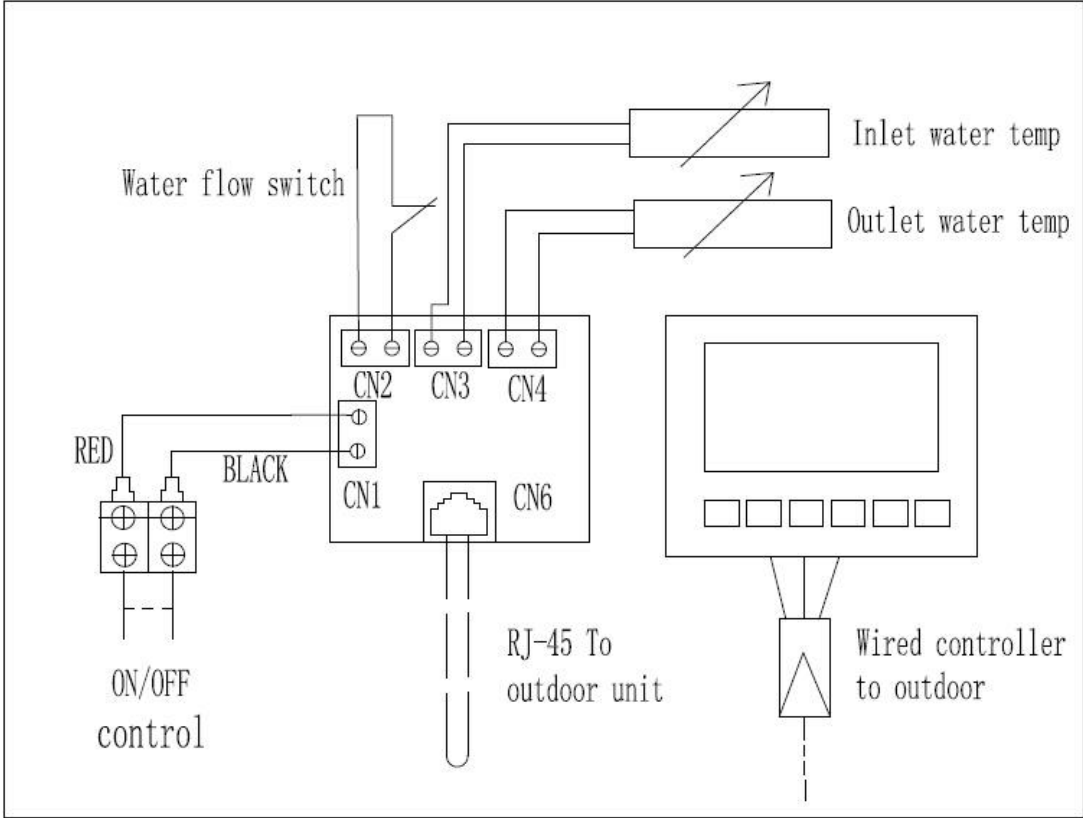 Inlet water temp
Water flow switch
Outlet water temp
CN2
CN3
CN4
RED
BLACK
CN1
CN6
RJ-45 To
outdoor unit
Wired controller
to outdoor
ON/OFF
control